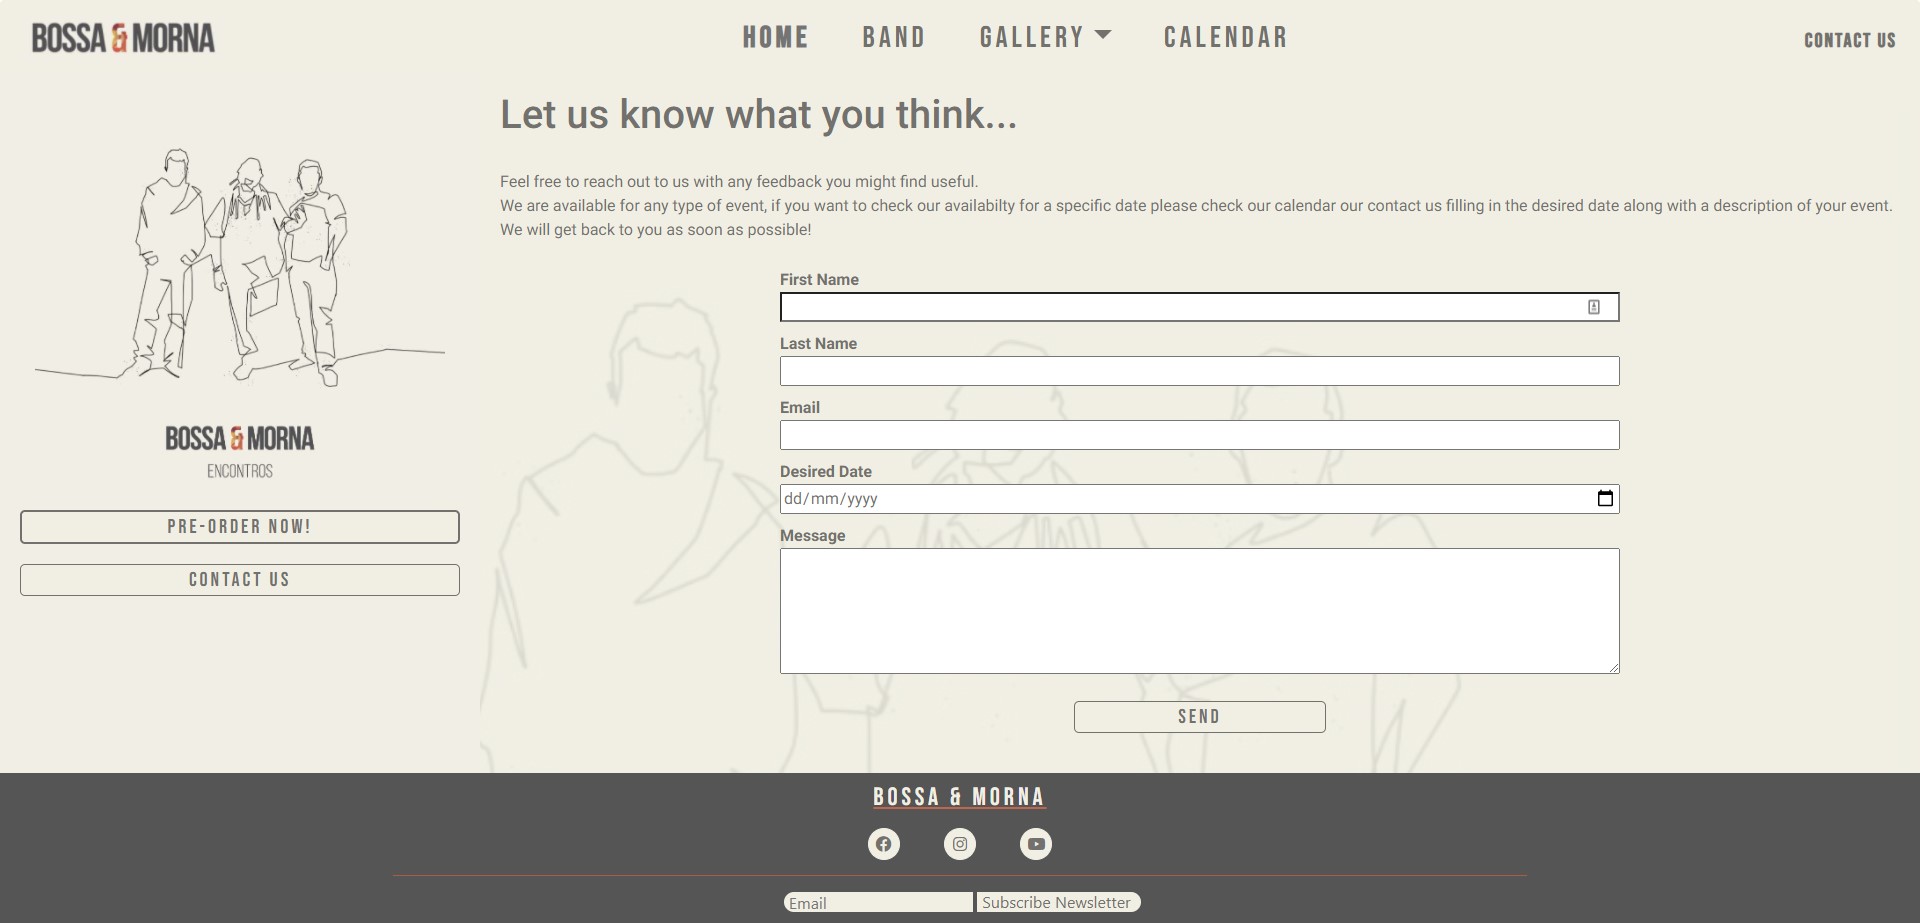 BOSSA & MORNA
HOME BAND GALLERY CALENDAR
CONTACT US
Let us know what you think...
Feel free to reach out to us with any feedback you might find useful.
We are available for any type of event, if you want to check our availabilty for a specific date please check our calendar our contact us filling in the desired date along with a description of your event.
We will get back to you as soon as possible!
BOSSA & MORNA
ENCONTROS
PRE-ORDER NOW!
CONTACT US
First Name
Last Name
Email
Desired Date
dd/mm/yyyy
Message
SEND
BOSSA & MORNA
Email Subscribe Newsletter